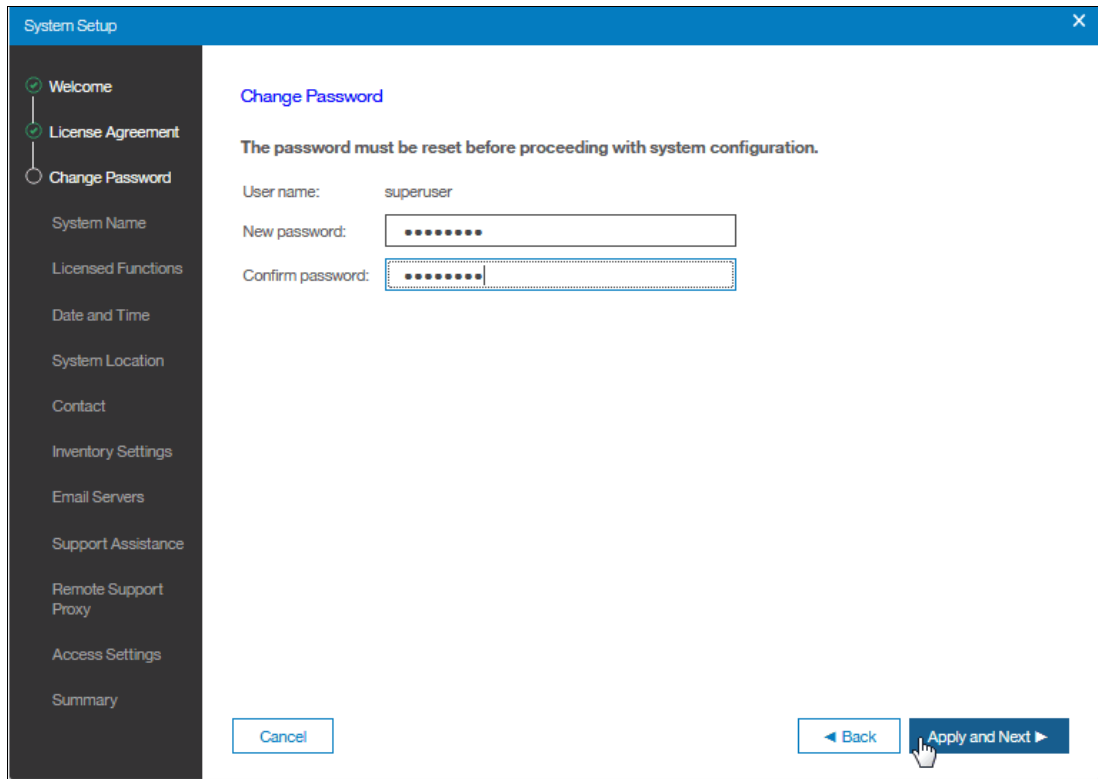 System Setup
×
Welcome
License Agreement
Change Password
System Name
Licensed Functions
Date and Time
System Location
Contact
Inventory Settings
Email Servers
Support Assistance
Remote Support
Proxy
Access Settings
Summary
Change Password
The password must be reset before proceeding with system configuration.
User name: superuser
New password: ●●●●●●●●
Confirm password: ●●●●●●●●
Cancel
◄ Back
Apply and Next ►